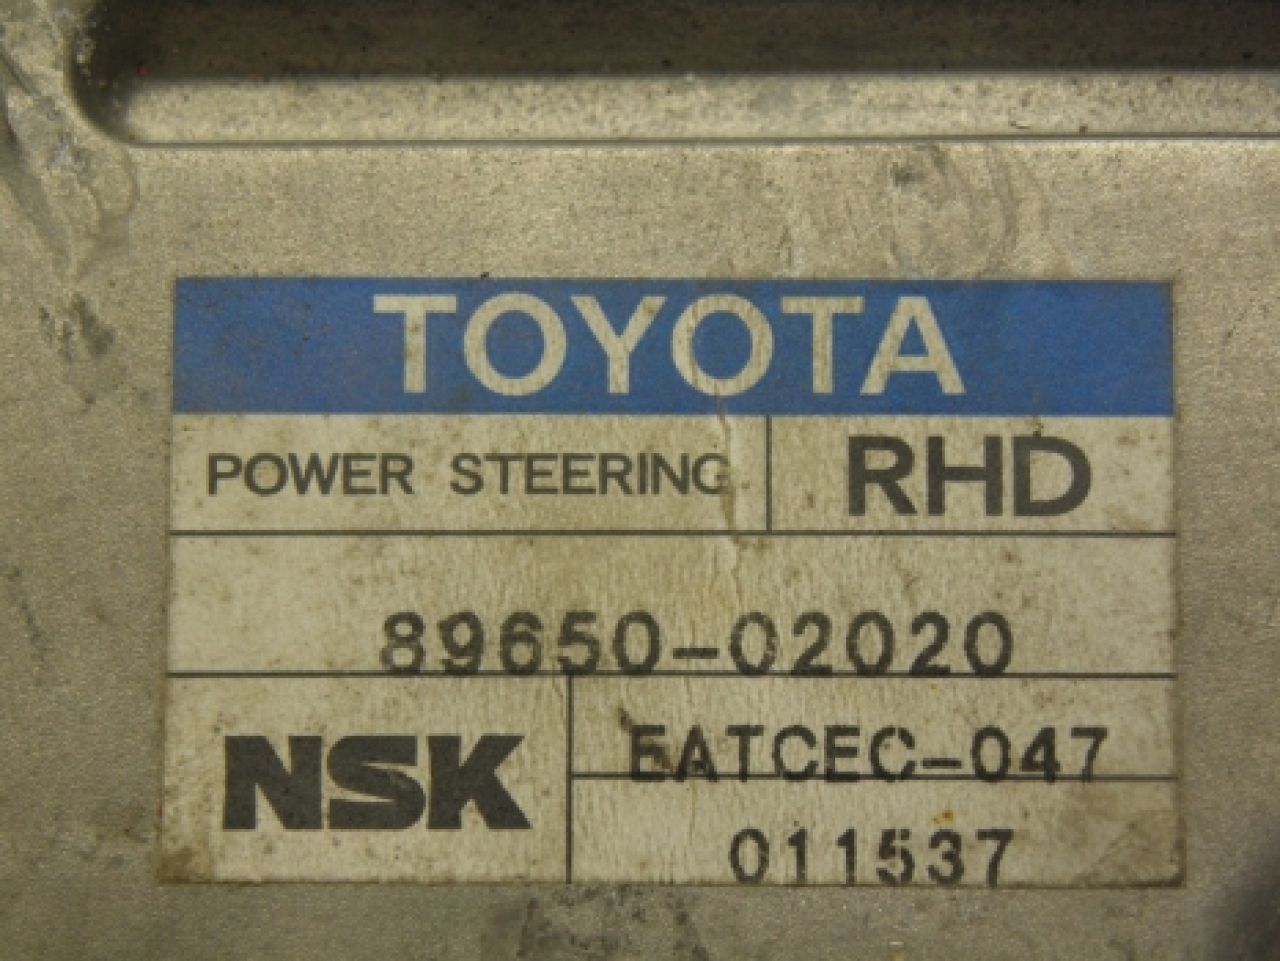 TOYOTA
POWER STEERING RHD
89650-02020
NSK EATCEC-047
011537